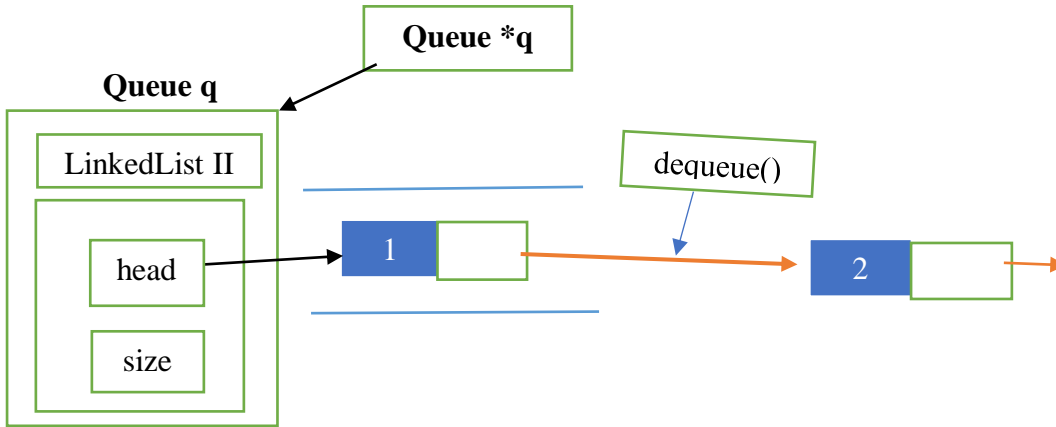 Queue *q
Queue q
LinkedList II
dequeue()
1
head
2
size